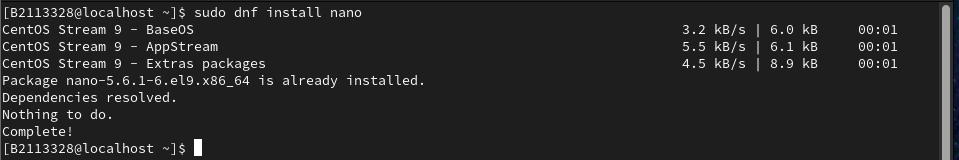 [B2113328@localhost ~]$ sudo dnf install nano
CentOS Stream 9 - BaseOS 3.2 kB/s | 6.0 kB 00:01
CentOS Stream 9 - AppStream 5.5 kB/s | 6.1 kB 00:01
CentOS Stream 9 - Extras packages 4.5 kB/s | 8.9 kB 00:01
Package nano-5.6.1-6.el9.x86_64 is already installed.
Dependencies resolved.
Nothing to do.
Complete!
[B2113328@localhost ~]$